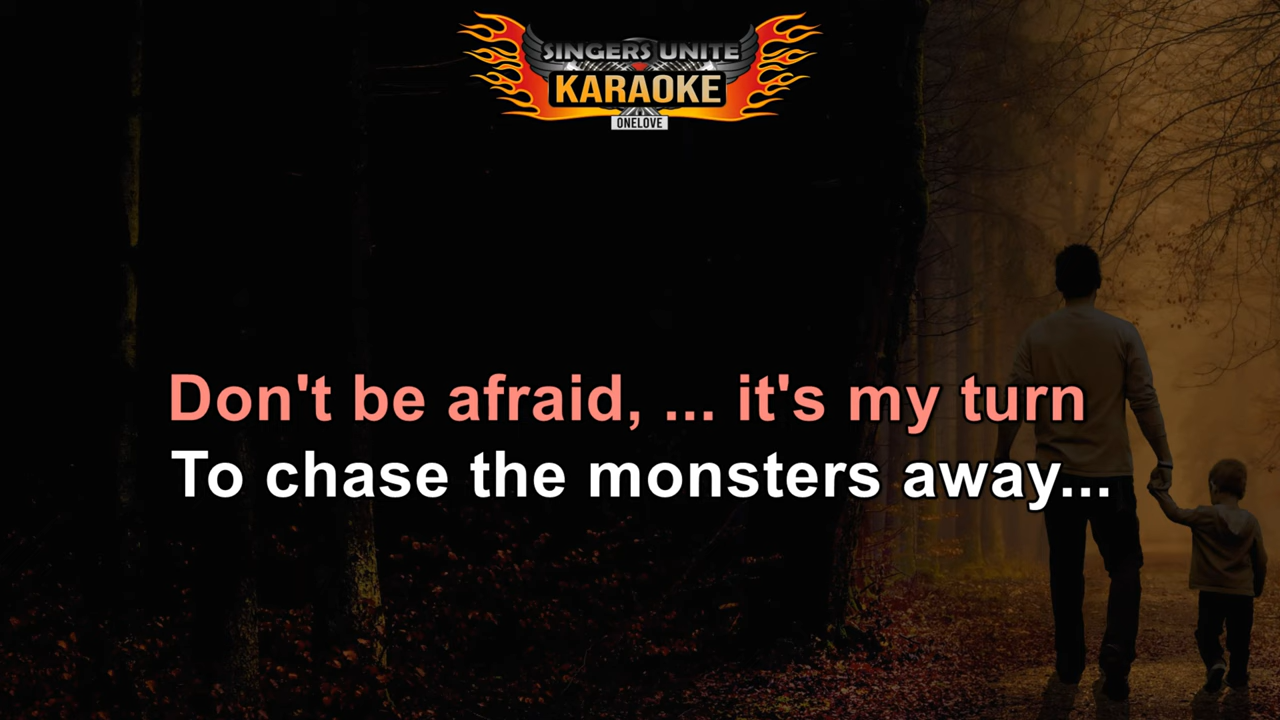 SINGERS UNITE
KARAOKE
ONELOVE
Don't be afraid, ... it's my turn
To chase the monsters away...